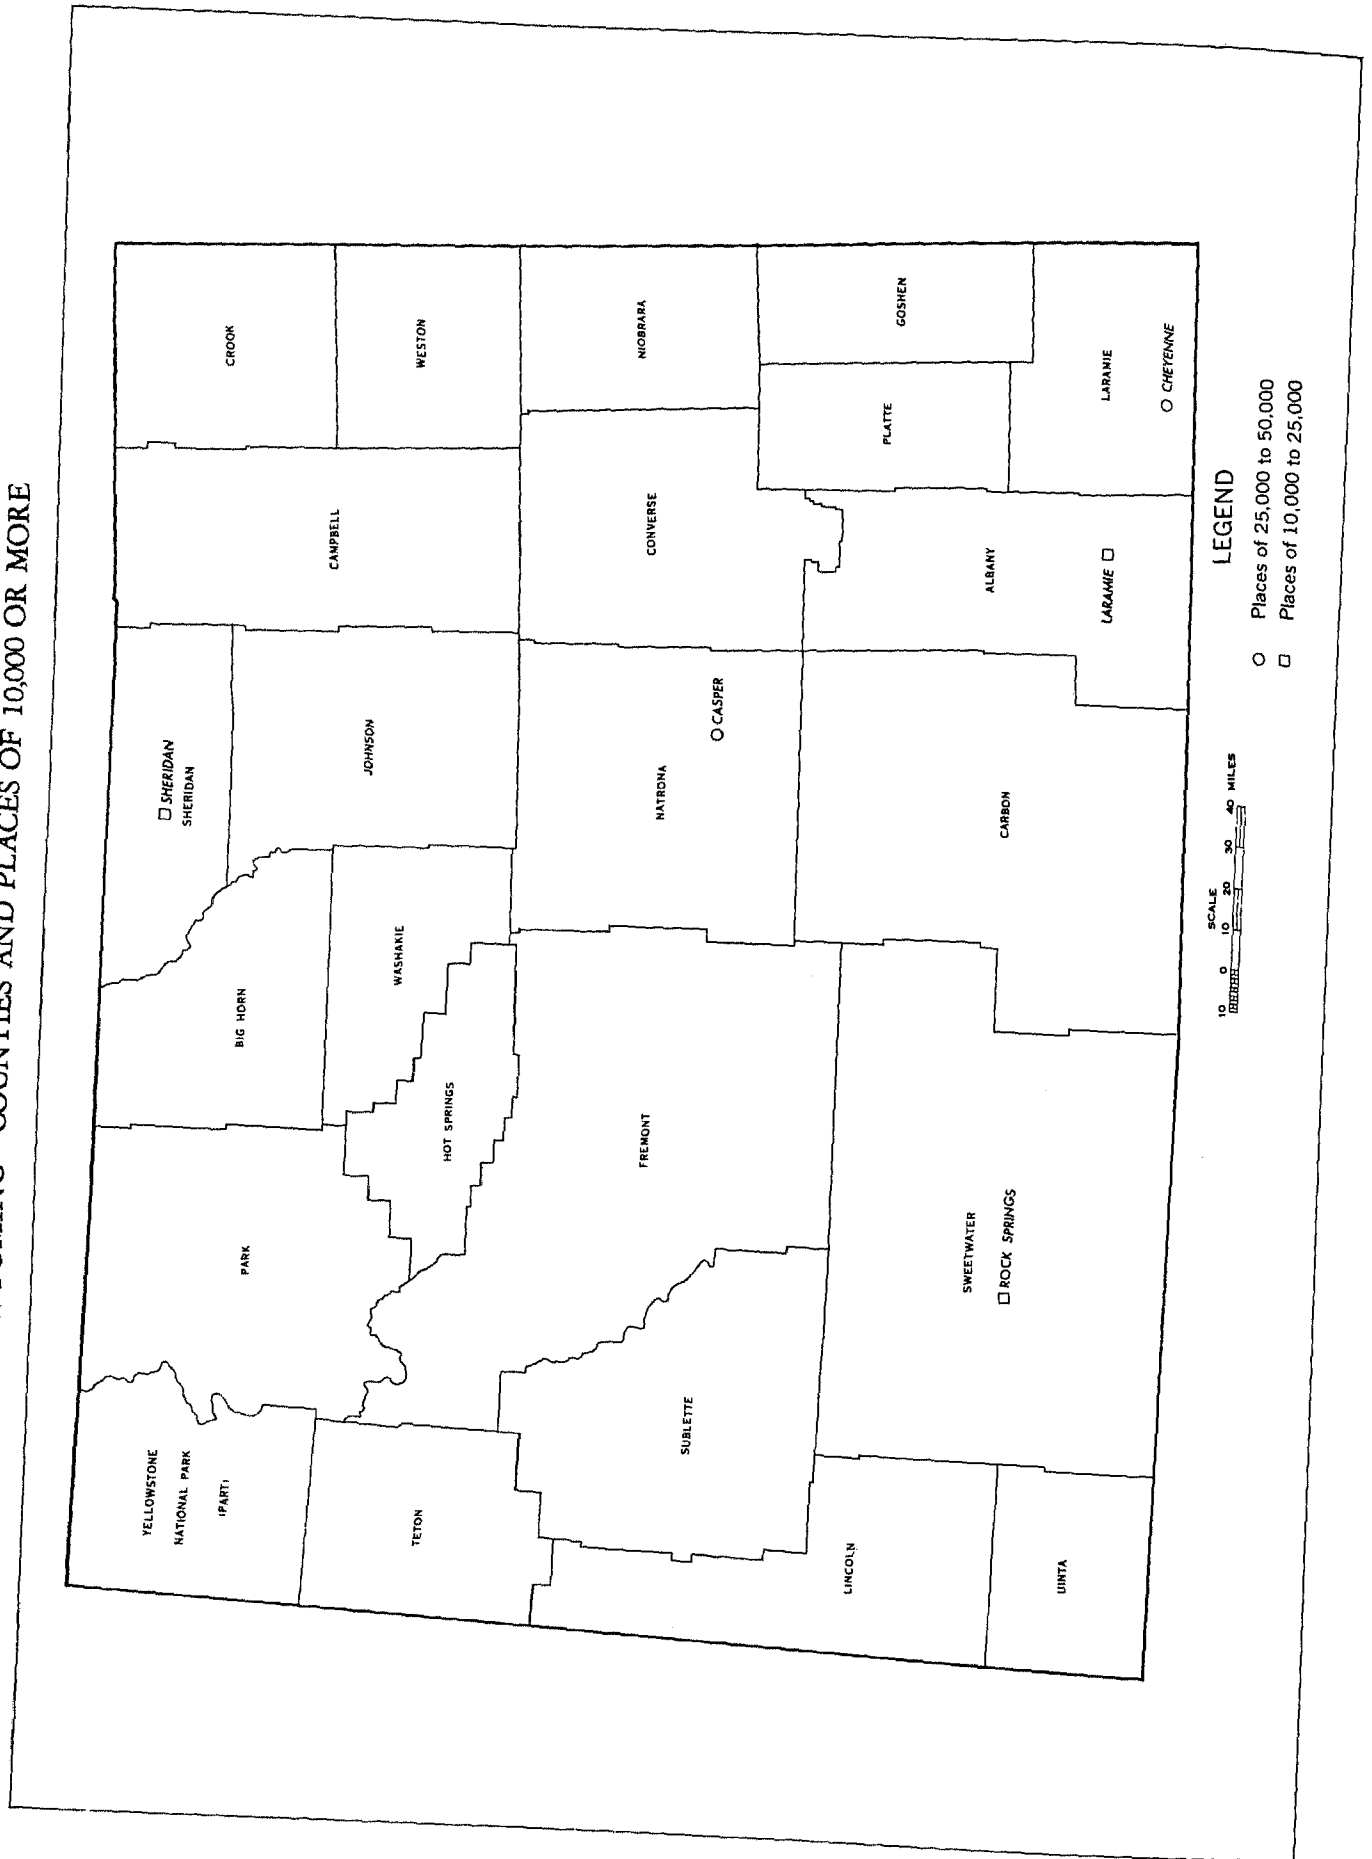 COUNTIES AND PLACES OF 10,000 OR MORE
YELLOWSTONE
NATIONAL PARK
(PART)
PARK
BIG HORN
SHERIDAN
SHERIDAN
CAMPBELL
CROOK
TETON
HOT SPRINGS
WASHAKIE
JOHNSON
WESTON
SUBLETTE
FREMONT
NATRONA
CASPER
CONVERSE
NIOBRARA
LINCOLN
UINTA
SWEETWATER
ROCK SPRINGS
CARBON
ALBANY
LARAMIE
PLATTE
GOSHEN
LARANIE
CHEYENNE
SCALE
10 0 10 20 30 40 MILES
LEGEND
Places of 25,000 to 50,000
Places of 10,000 to 25,000